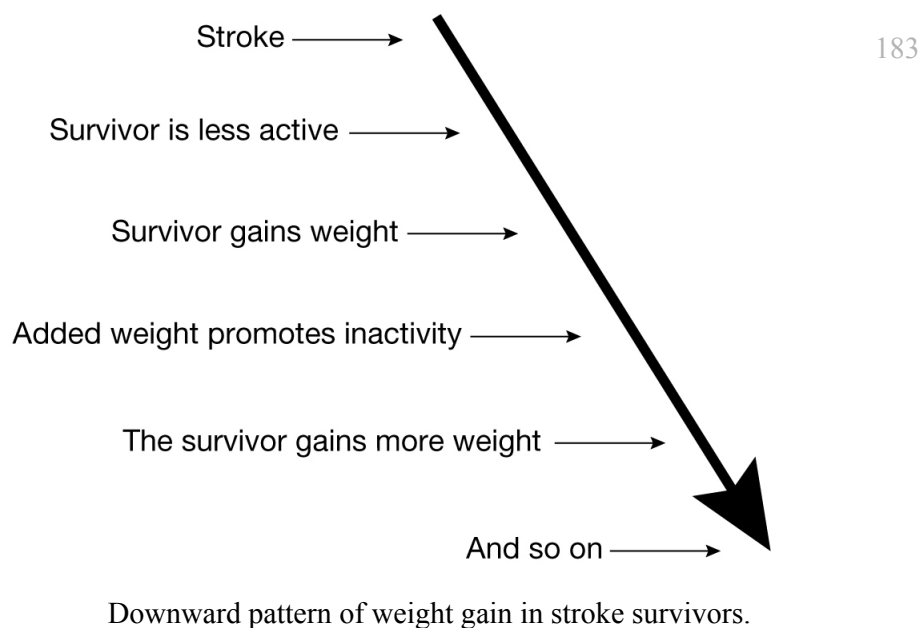 Stroke
183
Survivor is less active
Survivor gains weight
Added weight promotes inactivity
The survivor gains more weight
And so on
Downward pattern of weight gain in stroke survivors.